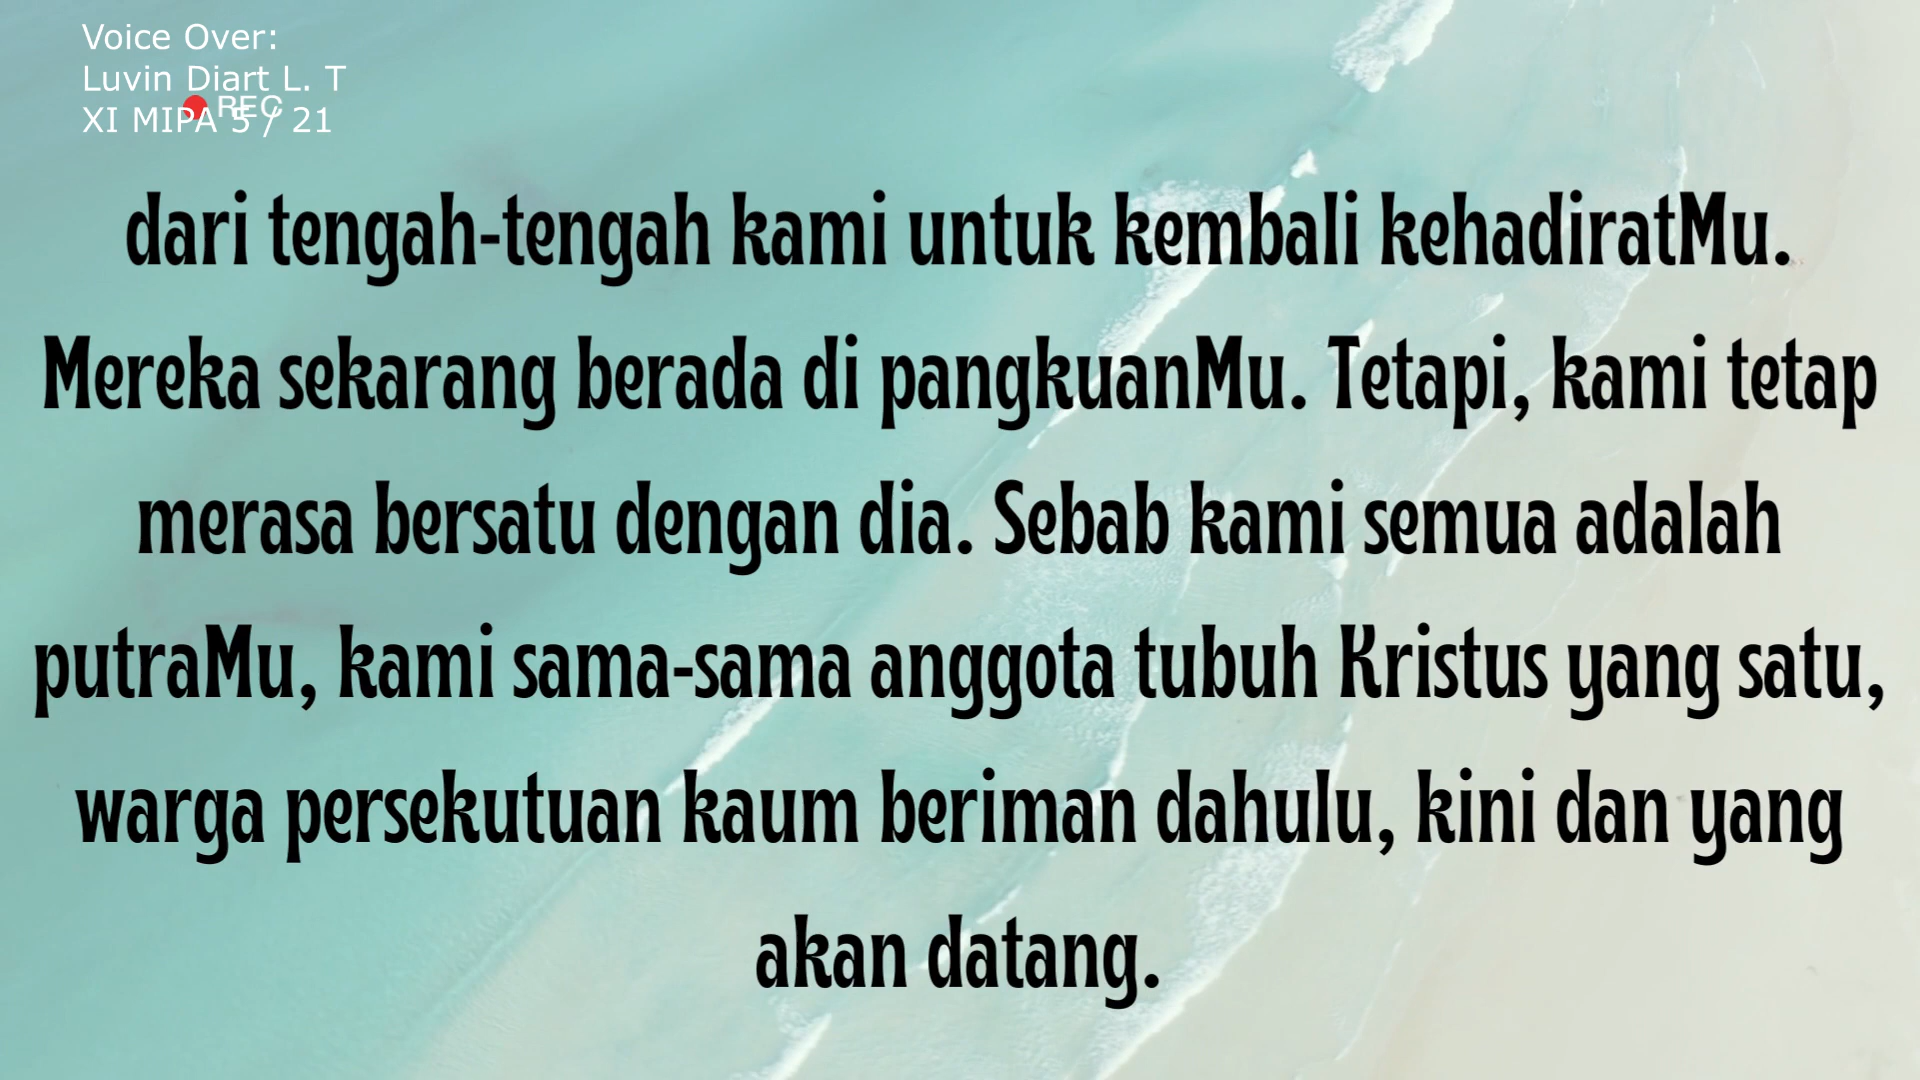 Voice Over:
Luvin Diart L. T
REC
XI MIPA 5 / 21
dari tengah-tengah kami untuk kembali kehadiratMu.
Mereka sekarang berada di pangkuanMu. Tetapi, kami tetap
merasa bersatu dengan dia. Sebab kami semua adalah
putraMu, kami sama-sama anggota tubuh Kristus yang satu,
warga persekutuan kaum beriman dahulu, kini dan yang
akan datang.